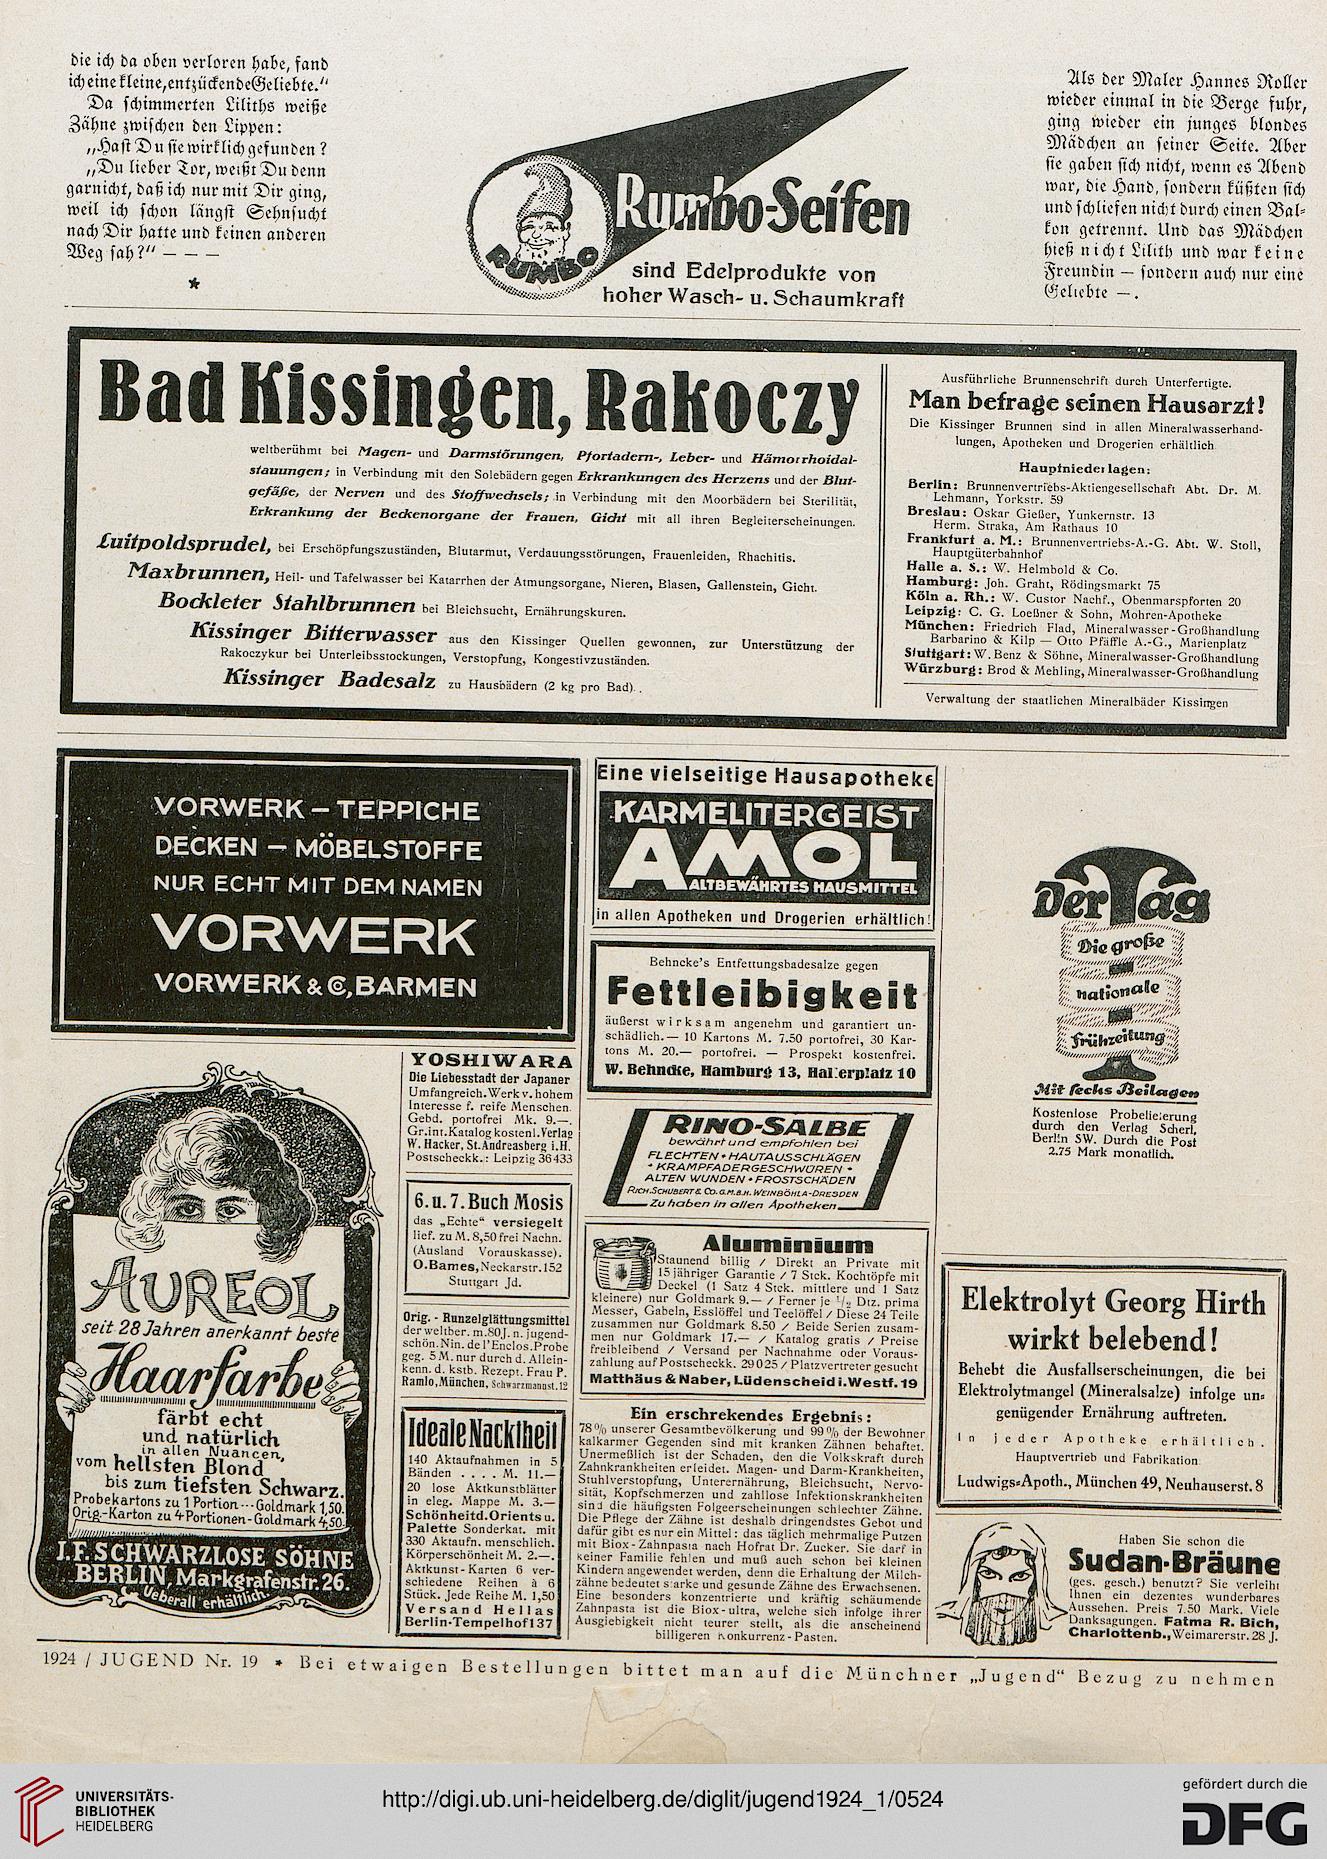 die ich da oben verloren habe, fand
ich eine kleine, entzückende Geliebte."
Da schimmerten Liliths weiße
Zähne zwischen den Lippen:
„Hast Du sie wirklich gefunden?
„Du lieber Tor, weißt Du denn
garnicht, daß ich nur mit Dir ging,
weil ich schon längst Sehnsucht
nach Dir hatte und keinen anderen
Weg sah?" — — —
*
Rumbo-Seifen
RUMBO
sind Edelprodukte von
hoher Wasch- u. Schaumkraft
Als der Maler Hannes Roller
wieder einmal in die Berge fuhr,
ging wieder ein junges blondes
Mädchen an seiner Seite. Aber
sie gaben sich nicht, wenn es Abend
war, die Hand, sondern küßten sich
und schliefen nicht durch einen Bal-
kon getrennt. Und das Mädchen
hieß nicht Lilith und war keine
Freundin — sondern auch nur eine
Geliebte —.
Bad Kissingen, Rakoczy
weltberühmt bei Magen- und Darmstörungen, Pfortadern-, Leber- und Hämorrhoidal-
stauungen; in Verbindung mit den Solebädern gegen Erkrankungen des Herzens und der Blut-
gefäße, der Nerven und des Stoffwechsels; in Verbindung mit den Moorbädern bei Sterilität,
Erkrankung der Beckenorgane der Frauen, Gicht mit all ihren Begleiterscheinungen.
Luitpoldsprudel, bei Erschöpfungszuständen, Blutarmut, Verdauungsstörungen, Frauenleiden, Rhachitis.
Maxbrunnen, Heil- und Tafelwasser bei Katarrhen der Atmungsorgane, Nieren, Blasen, Gallenstein, Gicht.
Bockleter Stahlbrunnen bei Bleichsucht, Ernährungskuren.
Kissinger Bitterwasser aus den Kissinger Quellen gewonnen, zur Unterstützung der
Rakoczykur bei Unterleibsstockungen, Verstopfung, Kongestivzuständen.
Kissinger Badesalz zu Hausbädern (2 kg pro Bad).
Ausführliche Brunnenschrift durch Unterfertigte.
Man befrage seinen Hausarzt!
Die Kissinger Brunnen sind in allen Mineralwasserhand-
lungen, Apotheken und Drogerien erhältlich
Hauptniederlagen:
Berlin: Brunnenvertriebs-Aktiengesellschaft Abt. Dr. M.
Lehmann, Yorkstr. 59
Breslau: Oskar Gießer, Yunkernstr. 13
Herm. Straka, Am Rathaus 10
Frankfurt a. M.: Brunnenvertriebs-A.-G. Abt. W. Stoll,
Hauptgüterbahnhof
Halle a. S.: W. Helmbold & Co.
Hamburg: Joh. Graht, Rödingsmarkt 75
Köln a. Rh.: W. Custor Nachf., Obenmarspforten 20
Leipzig: C. G. Loeßner & Sohn, Mohren-Apotheke
München: Friedrich Flad, Mineralwasser-Großhandlung
Barbarino & Kilp — Otto Pfäffle A.-G., Marienplatz
Stuttgart: W. Benz & Söhne, Mineralwasser-Großhandlung
Würzburg: Brod & Mehling, Mineralwasser-Großhandlung
Verwaltung der staatlichen Mineralbäder Kissingen
VORWERK – TEPPICHE
DECKEN – MÖBELSTOFFE
NUR ECHT MIT DEM NAMEN
VORWERK
VORWERK & Co, BARMEN
AUREOL
seit 28 Jahren anerkannt beste
Haarfarbe
färbt echt
und natürlich
in allen Nuancen,
vom hellsten Blond
bis zum tiefsten Schwarz.
Probekartons zu 1 Portion --- Goldmark 1,50.
Orig.-Karton zu 4 Portionen - Goldmark 4,50.
J.F. SCHWARZLOSE SÖHNE
BERLIN, Markgrafenstr. 26.
Ueberall erhältlich.
YOSHIWARA
Die Liebesstadt der Japaner
Umfangreich. Werk v. hohem
Interesse f. reife Menschen.
Gebd. portofrei Mk. 9.—.
Gr. int. Katalog kostenl. Verlag
W. Hacker, St. Andreasberg i. H.
Postscheckk.: Leipzig 36433
6. u. 7. Buch Mosis
das „Echte" versiegelt
lief. zu M. 8,50 frei Nachn.
(Ausland Vorauskasse).
O. Bames, Neckarstr. 152
Stuttgart Jd.
Orig.-Runzelglättungsmittel
der weltber. m. 80 J. n. jugend-
schön. Nin. de l'Enclos. Probe
geg. 5 M. nur durch d. Allein-
kenn. d. kstb. Rezept. Frau P.
Ramlo, München, Schwarzmannst. 12
Ideale Nacktheit
140 Aktaufnahmen in 5
Bänden . . . . M. 11.—
20 lose Aktkunstblätter
in eleg. Mappe M. 3.—
Schönheit d. Orients u.
Palette Sonderkat. mit
330 Aktaufn. menschlich.
Körperschönheit M. 2.—.
Aktkunst-Karten 6 ver-
schiedene Reihen à 6
Stück. Jede Reihe M. 1,50
Versand Hellas
Berlin-Tempelhof 137
Eine vielseitige Hausapotheke
KARMELITERGEIST
AMOL
ALTBEWÄHRTES HAUSMITTEL
in allen Apotheken und Drogerien erhältlich!
Behncke's Entfettungsbadesalze gegen
Fettleibigkeit
äußerst wirksam angenehm und garantiert un-
schädlich. — 10 Kartons M. 7.50 portofrei, 30 Kar-
tons M. 20.— portofrei. — Prospekt kostenfrei.
W. Behncke, Hamburg 13, Hallerplatz 10
RINO-SALBE
bewährt und empfohlen bei
FLECHTEN • HAUTAUSSCHLÄGEN
• KRAMPFADERGESCHWÜREN •
ALTEN WUNDEN • FROSTSCHÄDEN
RICH. SCHUBERT & CO. G.M.B.H. WEINBÖHLA-DRESDEN
Zu haben in allen Apotheken
Aluminium
Staunend billig / Direkt an Private mit
15 jähriger Garantie / 7 Stck. Kochtöpfe mit
Deckel (1 Satz 4 Stck. mittlere und 1 Satz
kleinere) nur Goldmark 9.— / Ferner je 1/2 Dtz. prima
Messer, Gabeln, Esslöffel und Teelöffel / Diese 24 Teile
zusammen nur Goldmark 8.50 / Beide Serien zusam-
men nur Goldmark 17.— / Katalog gratis / Preise
freibleibend / Versand per Nachnahme oder Voraus-
zahlung auf Postscheckk. 29025 / Platzvertreter gesucht
Matthäus & Naber, Lüdenscheid i. Westf. 19
Ein erschrekendes Ergebnis:
78% unserer Gesamtbevölkerung und 99% der Bewohner
kalkarmer Gegenden sind mit kranken Zähnen behaftet.
Unermeßlich ist der Schaden, den die Volkskraft durch
Zahnkrankheiten erleidet. Magen- und Darm-Krankheiten,
Stuhlverstopfung, Unterernährung, Bleichsucht, Nervo-
sität, Kopfschmerzen und zahllose Infektionskrankheiten
sind die häufigsten Folgeerscheinungen schlechter Zähne.
Die Pflege der Zähne ist deshalb dringendstes Gebot und
dafür gibt es nur ein Mittel: das täglich mehrmalige Putzen
mit Biox-Zahnpasta nach Hofrat Dr. Zucker. Sie darf in
keiner Familie fehlen und muß auch schon bei kleinen
Kindern angewendet werden, denn die Erhaltung der Milch-
zähne bedeutet starke und gesunde Zähne des Erwachsenen.
Eine besonders konzentrierte und kräftig schäumende
Zahnpasta ist die Biox-ultra, welche sich infolge ihrer
Ausgiebigkeit nicht teurer stellt, als die anscheinend
billigeren Konkurrenz-Pasten.
Der Tag
Die große
nationale
Frühzeitung
Mit sechs Beilagen
Kostenlose Probelieferung
durch den Verlag Scherl,
Berlin SW. Durch die Post
2.75 Mark monatlich.
Elektrolyt Georg Hirth
wirkt belebend!
Behebt die Ausfallserscheinungen, die bei
Elektrolytmangel (Mineralsalze) infolge un-
genügender Ernährung auftreten.
In jeder Apotheke erhältlich.
Hauptvertrieb und Fabrikation
Ludwigs-Apoth., München 49, Neuhauserst. 8
Haben Sie schon die
Sudan-Bräune
(ges. gesch.) benutzt? Sie verleiht
Ihnen ein dezentes wunderbares
Aussehen. Preis 7.50 Mark. Viele
Danksagungen. Fatma R. Bich,
Charlottenb., Weimarerstr. 28 J.
1924 / JUGEND Nr. 19 * Bei etwaigen Bestellungen bittet man auf die Münchner „Jugend" Bezug zu nehmen
UNIVERSITÄTS-
BIBLIOTHEK
HEIDELBERG
http://digi.ub.uni-heidelberg.de/diglit/jugend1924_1/0524
gefördert durch die
DFG